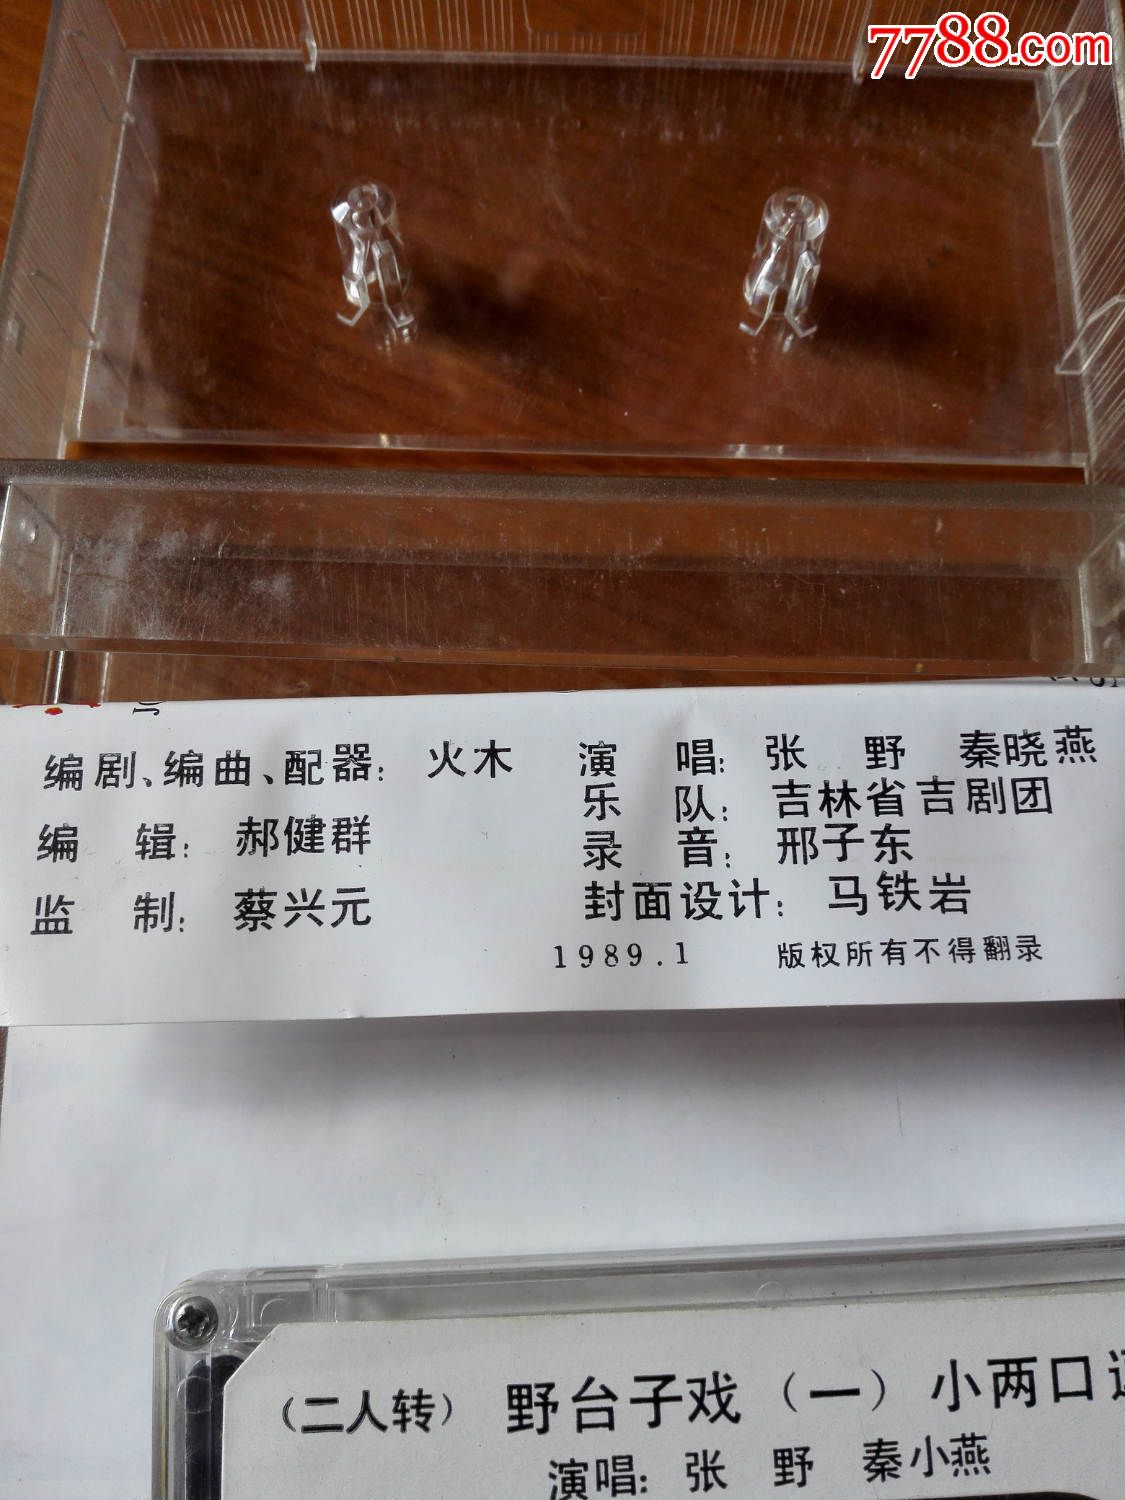 7788.com
编剧、编曲、配器：火木
编 辑：郝健群
监 制：蔡兴元
演 唱：张 野 秦晓燕
乐 队：吉林省吉剧团
录 音：邢子东
封面设计：马铁岩
1989.1 版权所有不得翻录
（二人转） 野台子戏（一）小两口
演唱：张 野 秦小燕